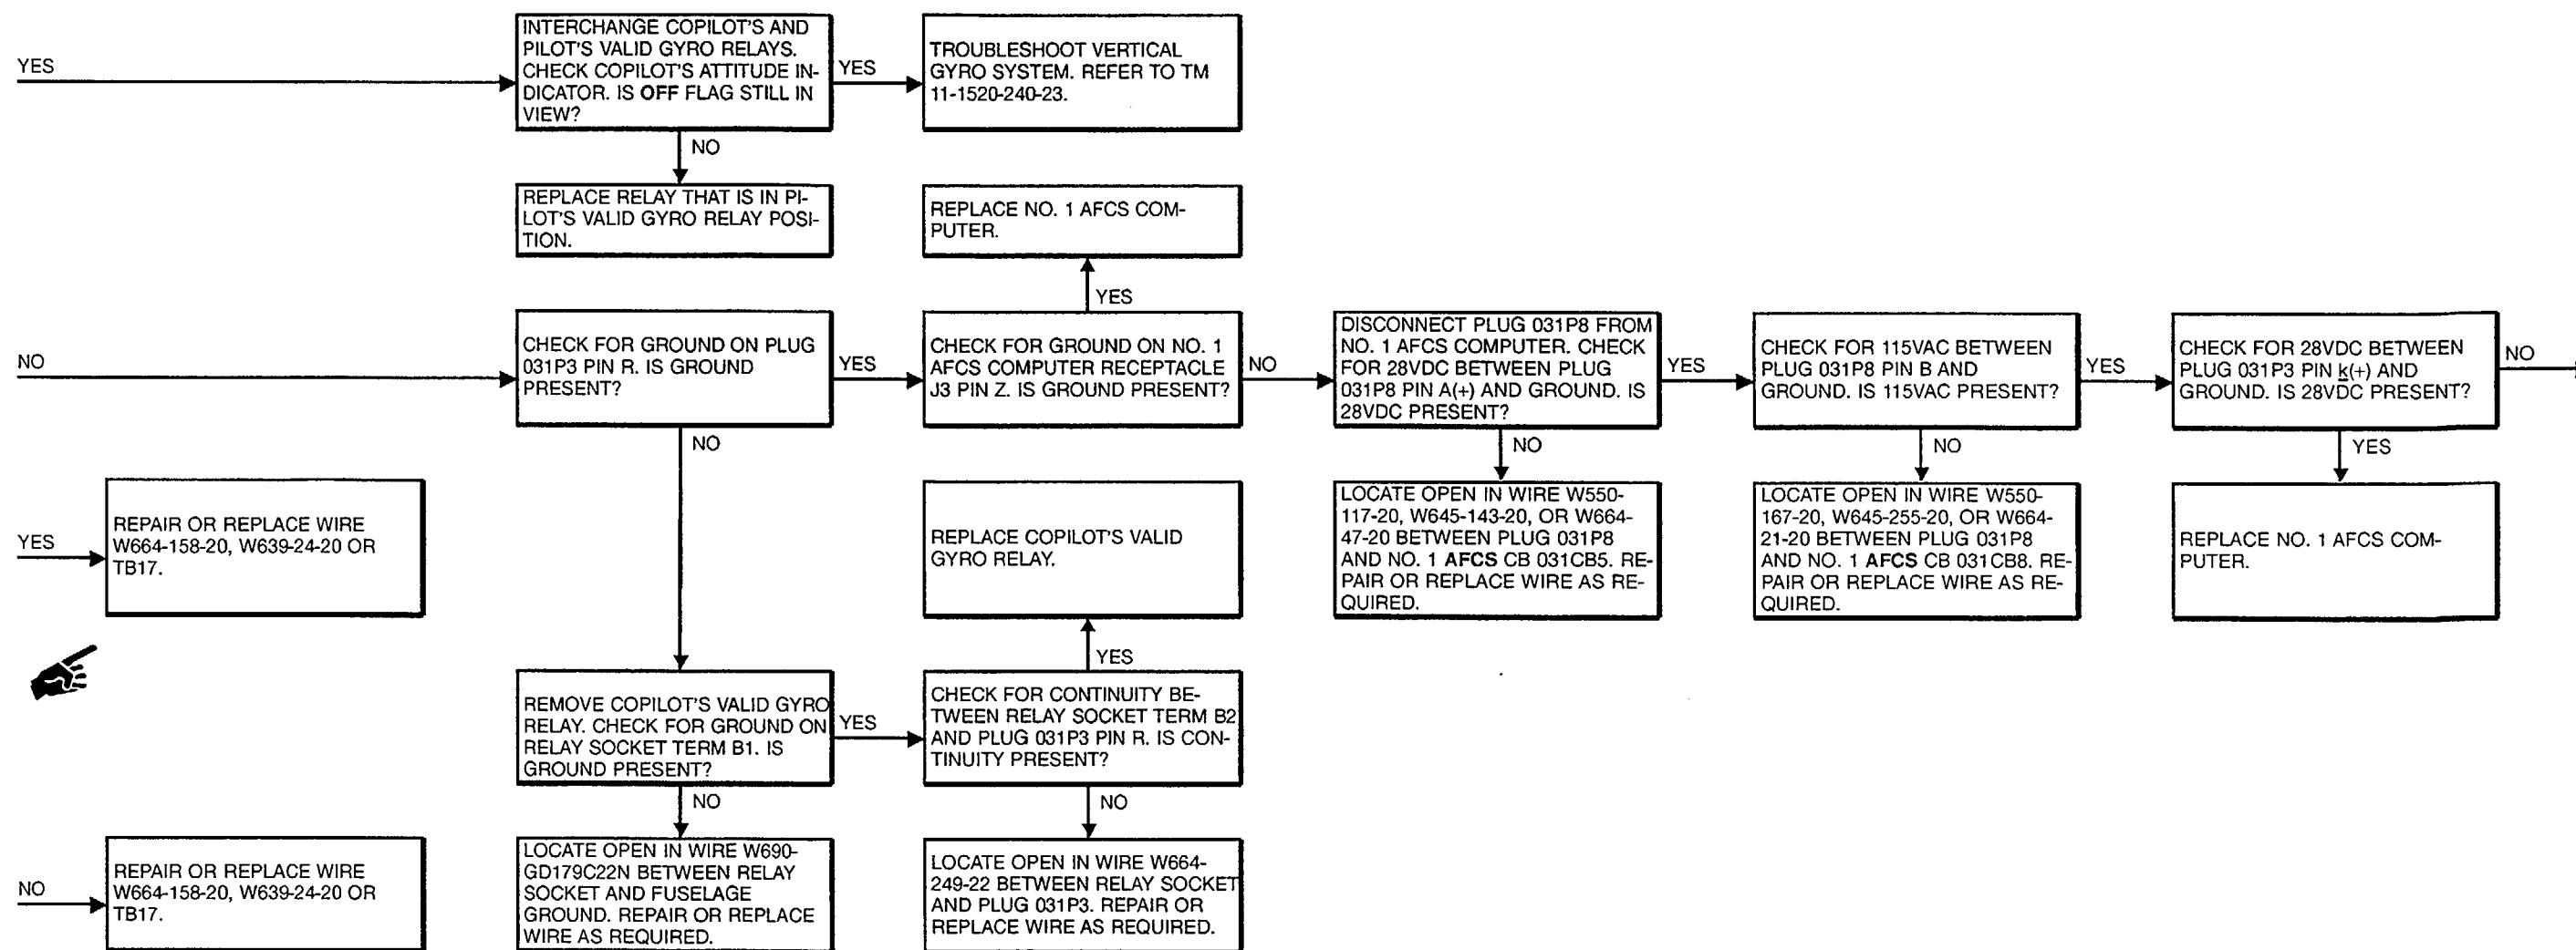 YES
INTERCHANGE COPILOT'S AND
PILOT'S VALID GYRO RELAYS.
CHECK COPILOT'S ATTITUDE IN-
DICATOR. IS OFF FLAG STILL IN
VIEW?
YES
TROUBLESHOOT VERTICAL
GYRO SYSTEM. REFER TO TM
11-1520-240-23.
NO
REPLACE RELAY THAT IS IN PI-
LOT'S VALID GYRO RELAY POSI-
TION.
REPLACE NO. 1 AFCS COM-
PUTER.
YES
NO
CHECK FOR GROUND ON PLUG
031P3 PIN R. IS GROUND
PRESENT?
YES
CHECK FOR GROUND ON NO. 1
AFCS COMPUTER RECEPTACLE
J3 PIN Z. IS GROUND PRESENT?
NO
DISCONNECT PLUG 031P8 FROM
NO. 1 AFCS COMPUTER. CHECK
FOR 28VDC BETWEEN PLUG
031P8 PIN A(+) AND GROUND. IS
28VDC PRESENT?
YES
CHECK FOR 115VAC BETWEEN
PLUG 031P8 PIN B AND
GROUND. IS 115VAC PRESENT?
YES
CHECK FOR 28VDC BETWEEN
PLUG 031P3 PIN k(+) AND
GROUND. IS 28VDC PRESENT?
NO
NO
NO
NO
YES
YES
REPAIR OR REPLACE WIRE
W664-158-20, W639-24-20 OR
TB17.
REPLACE COPILOT'S VALID
GYRO RELAY.
LOCATE OPEN IN WIRE W550-
117-20, W645-143-20, OR W664-
47-20 BETWEEN PLUG 031P8
AND NO. 1 AFCS CB 031CB5. RE-
PAIR OR REPLACE WIRE AS RE-
QUIRED.
LOCATE OPEN IN WIRE W550-
167-20, W645-255-20, OR W664-
21-20 BETWEEN PLUG 031P8
AND NO. 1 AFCS CB 031CB8. RE-
PAIR OR REPLACE WIRE AS RE-
QUIRED.
REPLACE NO. 1 AFCS COM-
PUTER.
YES
REMOVE COPILOT'S VALID GYRO
RELAY. CHECK FOR GROUND ON
RELAY SOCKET TERM B1. IS
GROUND PRESENT?
YES
CHECK FOR CONTINUITY BE-
TWEEN RELAY SOCKET TERM B2
AND PLUG 031P3 PIN R. IS CON-
TINUITY PRESENT?
NO
NO
NO
REPAIR OR REPLACE WIRE
W664-158-20, W639-24-20 OR
TB17.
LOCATE OPEN IN WIRE W690-
GD179C22N BETWEEN RELAY
SOCKET AND FUSELAGE
GROUND. REPAIR OR REPLACE
WIRE AS REQUIRED.
LOCATE OPEN IN WIRE W664-
249-22 BETWEEN RELAY SOCKET
AND PLUG 031P3. REPAIR OR
REPLACE WIRE AS REQUIRED.